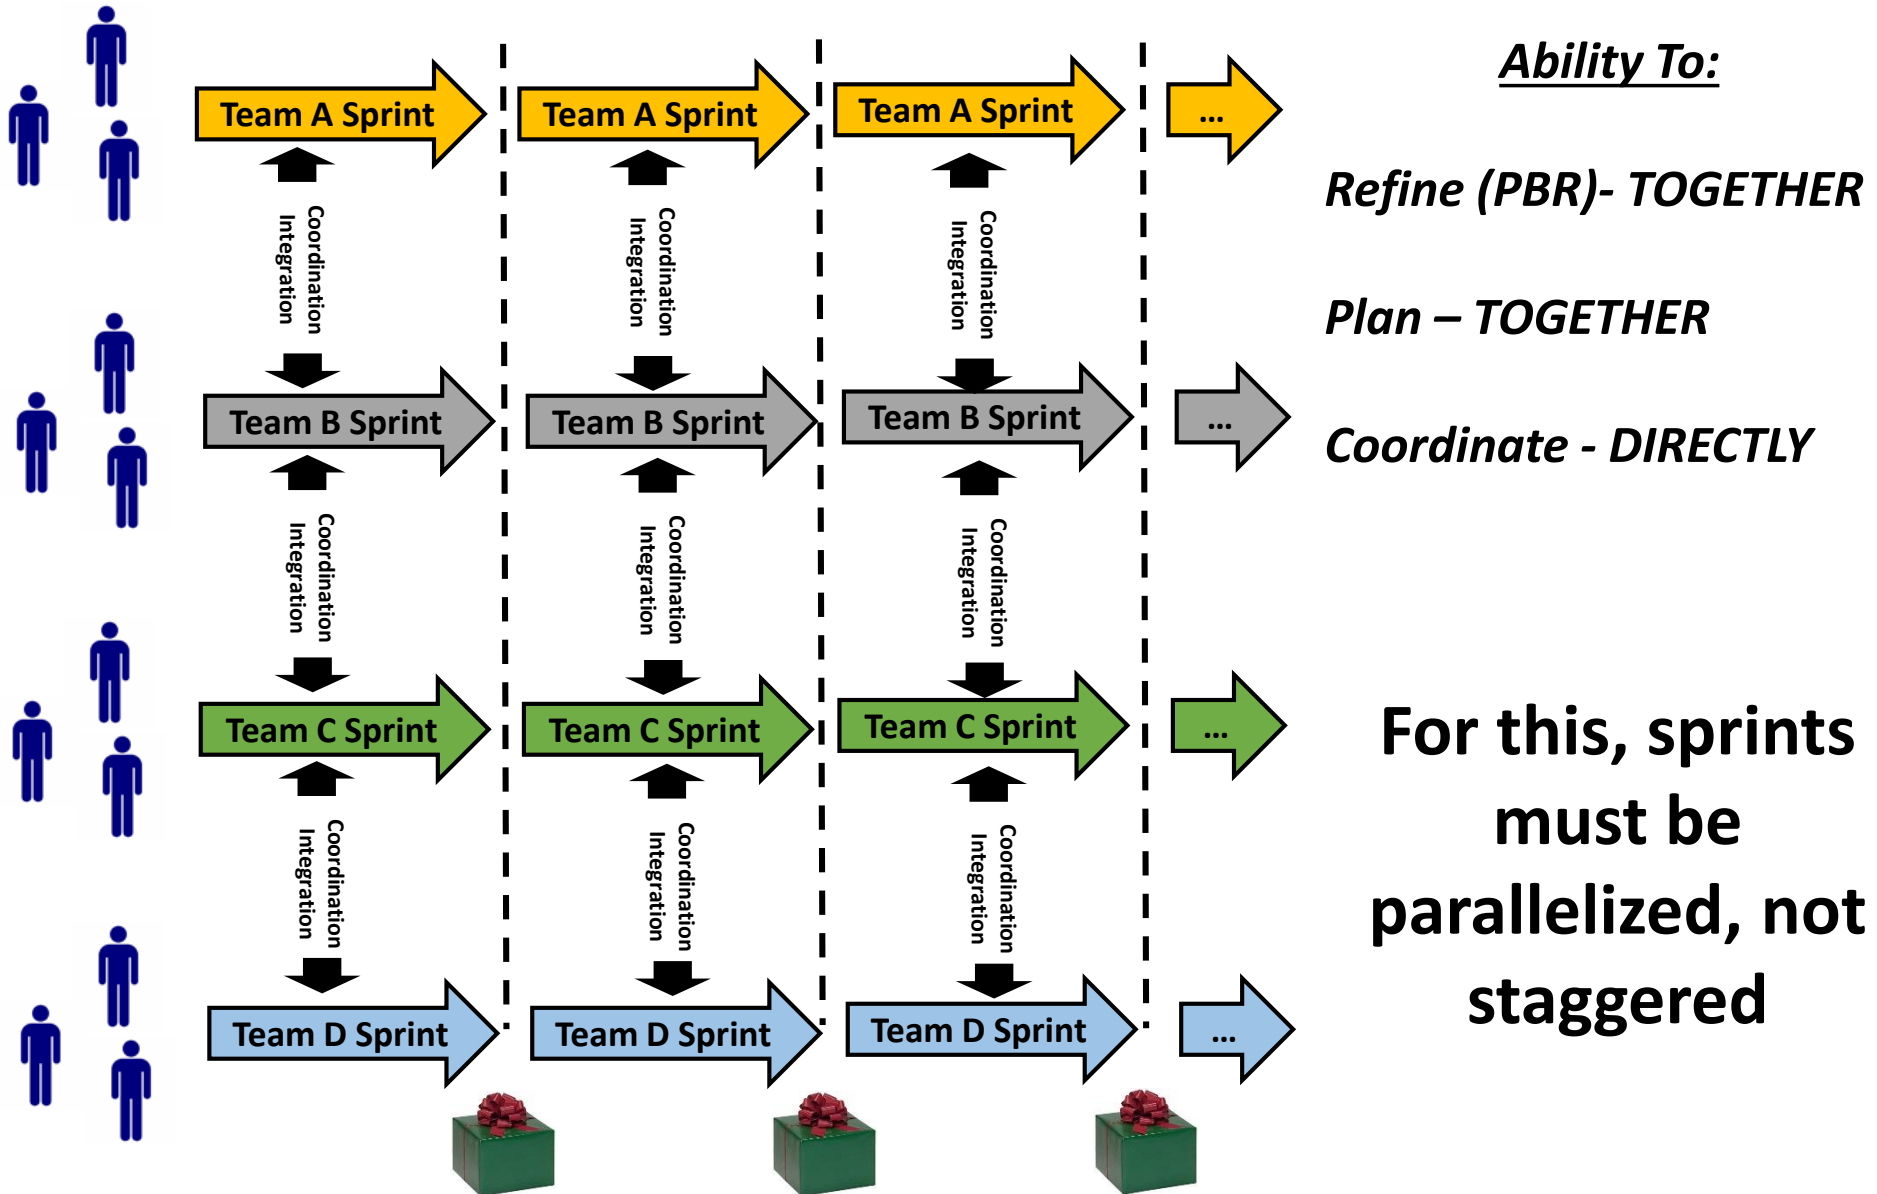 Ability To:
Team A Sprint
Team A Sprint
Team A Sprint
...
Refine (PBR)- TOGETHER
Coordination
Integration
Coordination
Integration
Coordination
Integration
Plan – TOGETHER
Team B Sprint
Team B Sprint
Team B Sprint
...
Coordinate - DIRECTLY
Coordination
Integration
Coordination
Integration
Coordination
Integration
Team C Sprint
Team C Sprint
Team C Sprint
...
For this, sprints
must be
parallelized, not
staggered
Coordination
Integration
Coordination
Integration
Coordination
Integration
Team D Sprint
Team D Sprint
Team D Sprint
...